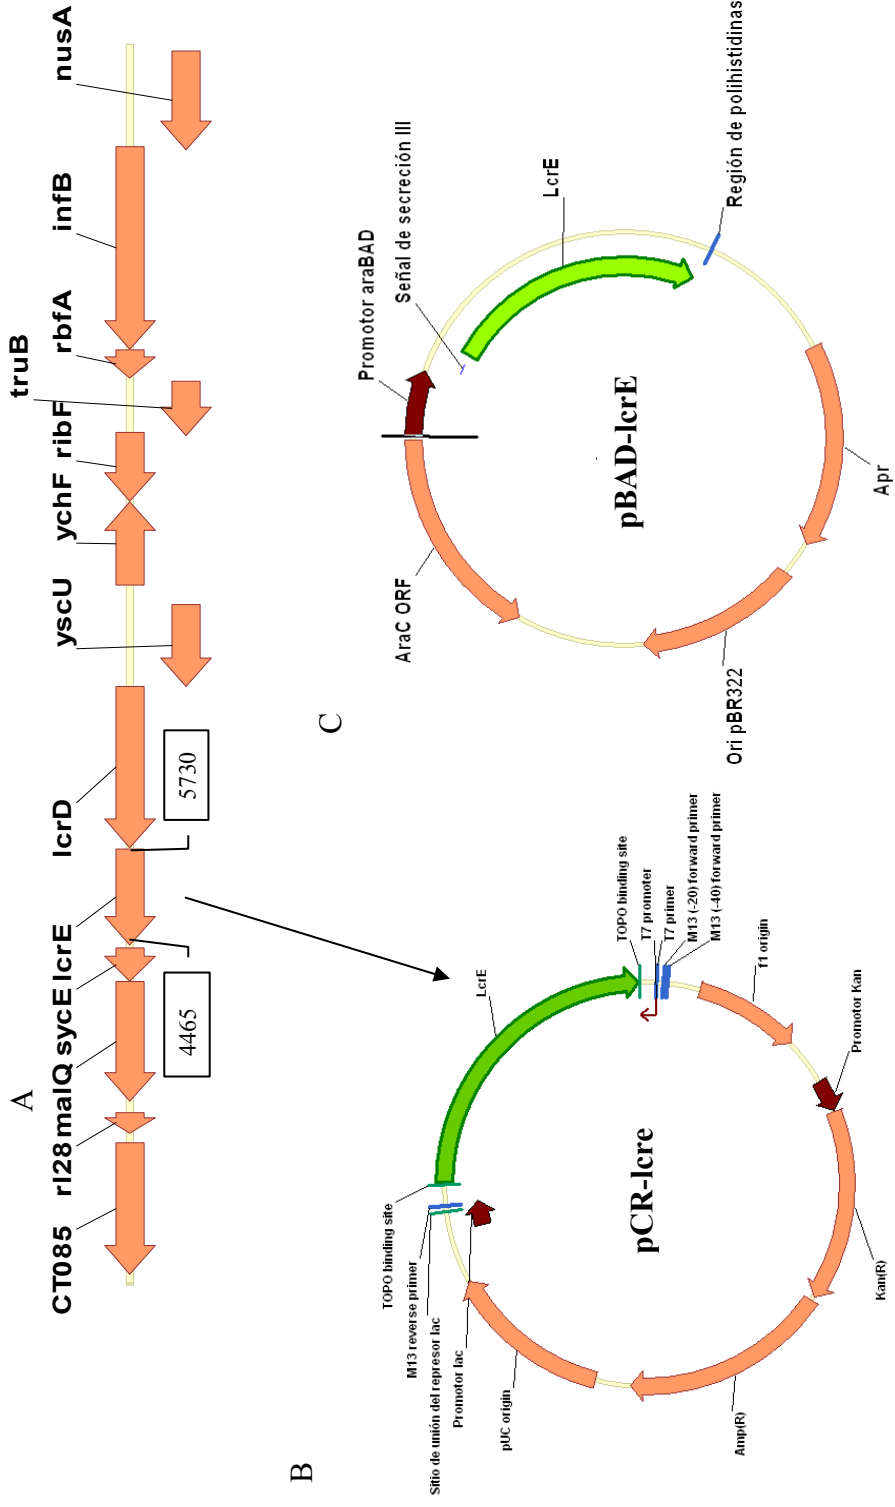 A
CT085
rl28
malQ
sycE
lcrE
lcrD
yscU
ychF
ribF
truB
rbfA
infB
nusA
4465
5730
B
TOPO binding site
M13 reverse primer
Sitio de unión del represor lac
Promotor lac
pUC origin
LcrE
TOPO binding site
T7 promoter
T7 primer
M13 (-20) forward primer
M13 (-40) forward primer
f1 origin
Promotor Kan
Kan(R)
Amp(R)
pCR-lcre
C
Promotor araBAD
Señal de secreción III
LcrE
Región de polihistidinas
AraC ORF
pBAD-lcrE
Ori pBR322
Apr